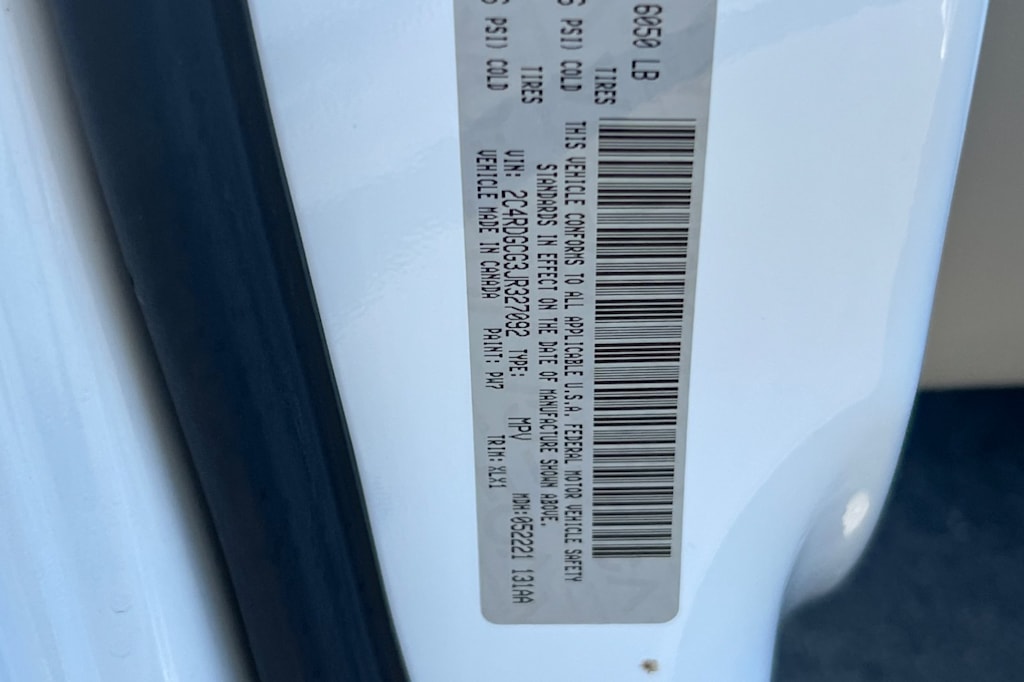 6050 LB
TIRES
PSI) COLD
THIS VEHICLE CONFORMS TO ALL APPLICABLE U.S.A. FEDERAL MOTOR VEHICLE SAFETY
STANDARDS IN EFFECT ON THE DATE OF MANUFACTURE SHOWN ABOVE.
TIRES
PSI) COLD
VIN: 2C4RDGCG3JR327092 TYPE: MPV MDH:052221 131AA
VEHICLE MADE IN CANADA PAINT: PW7 TRIM: XLX1